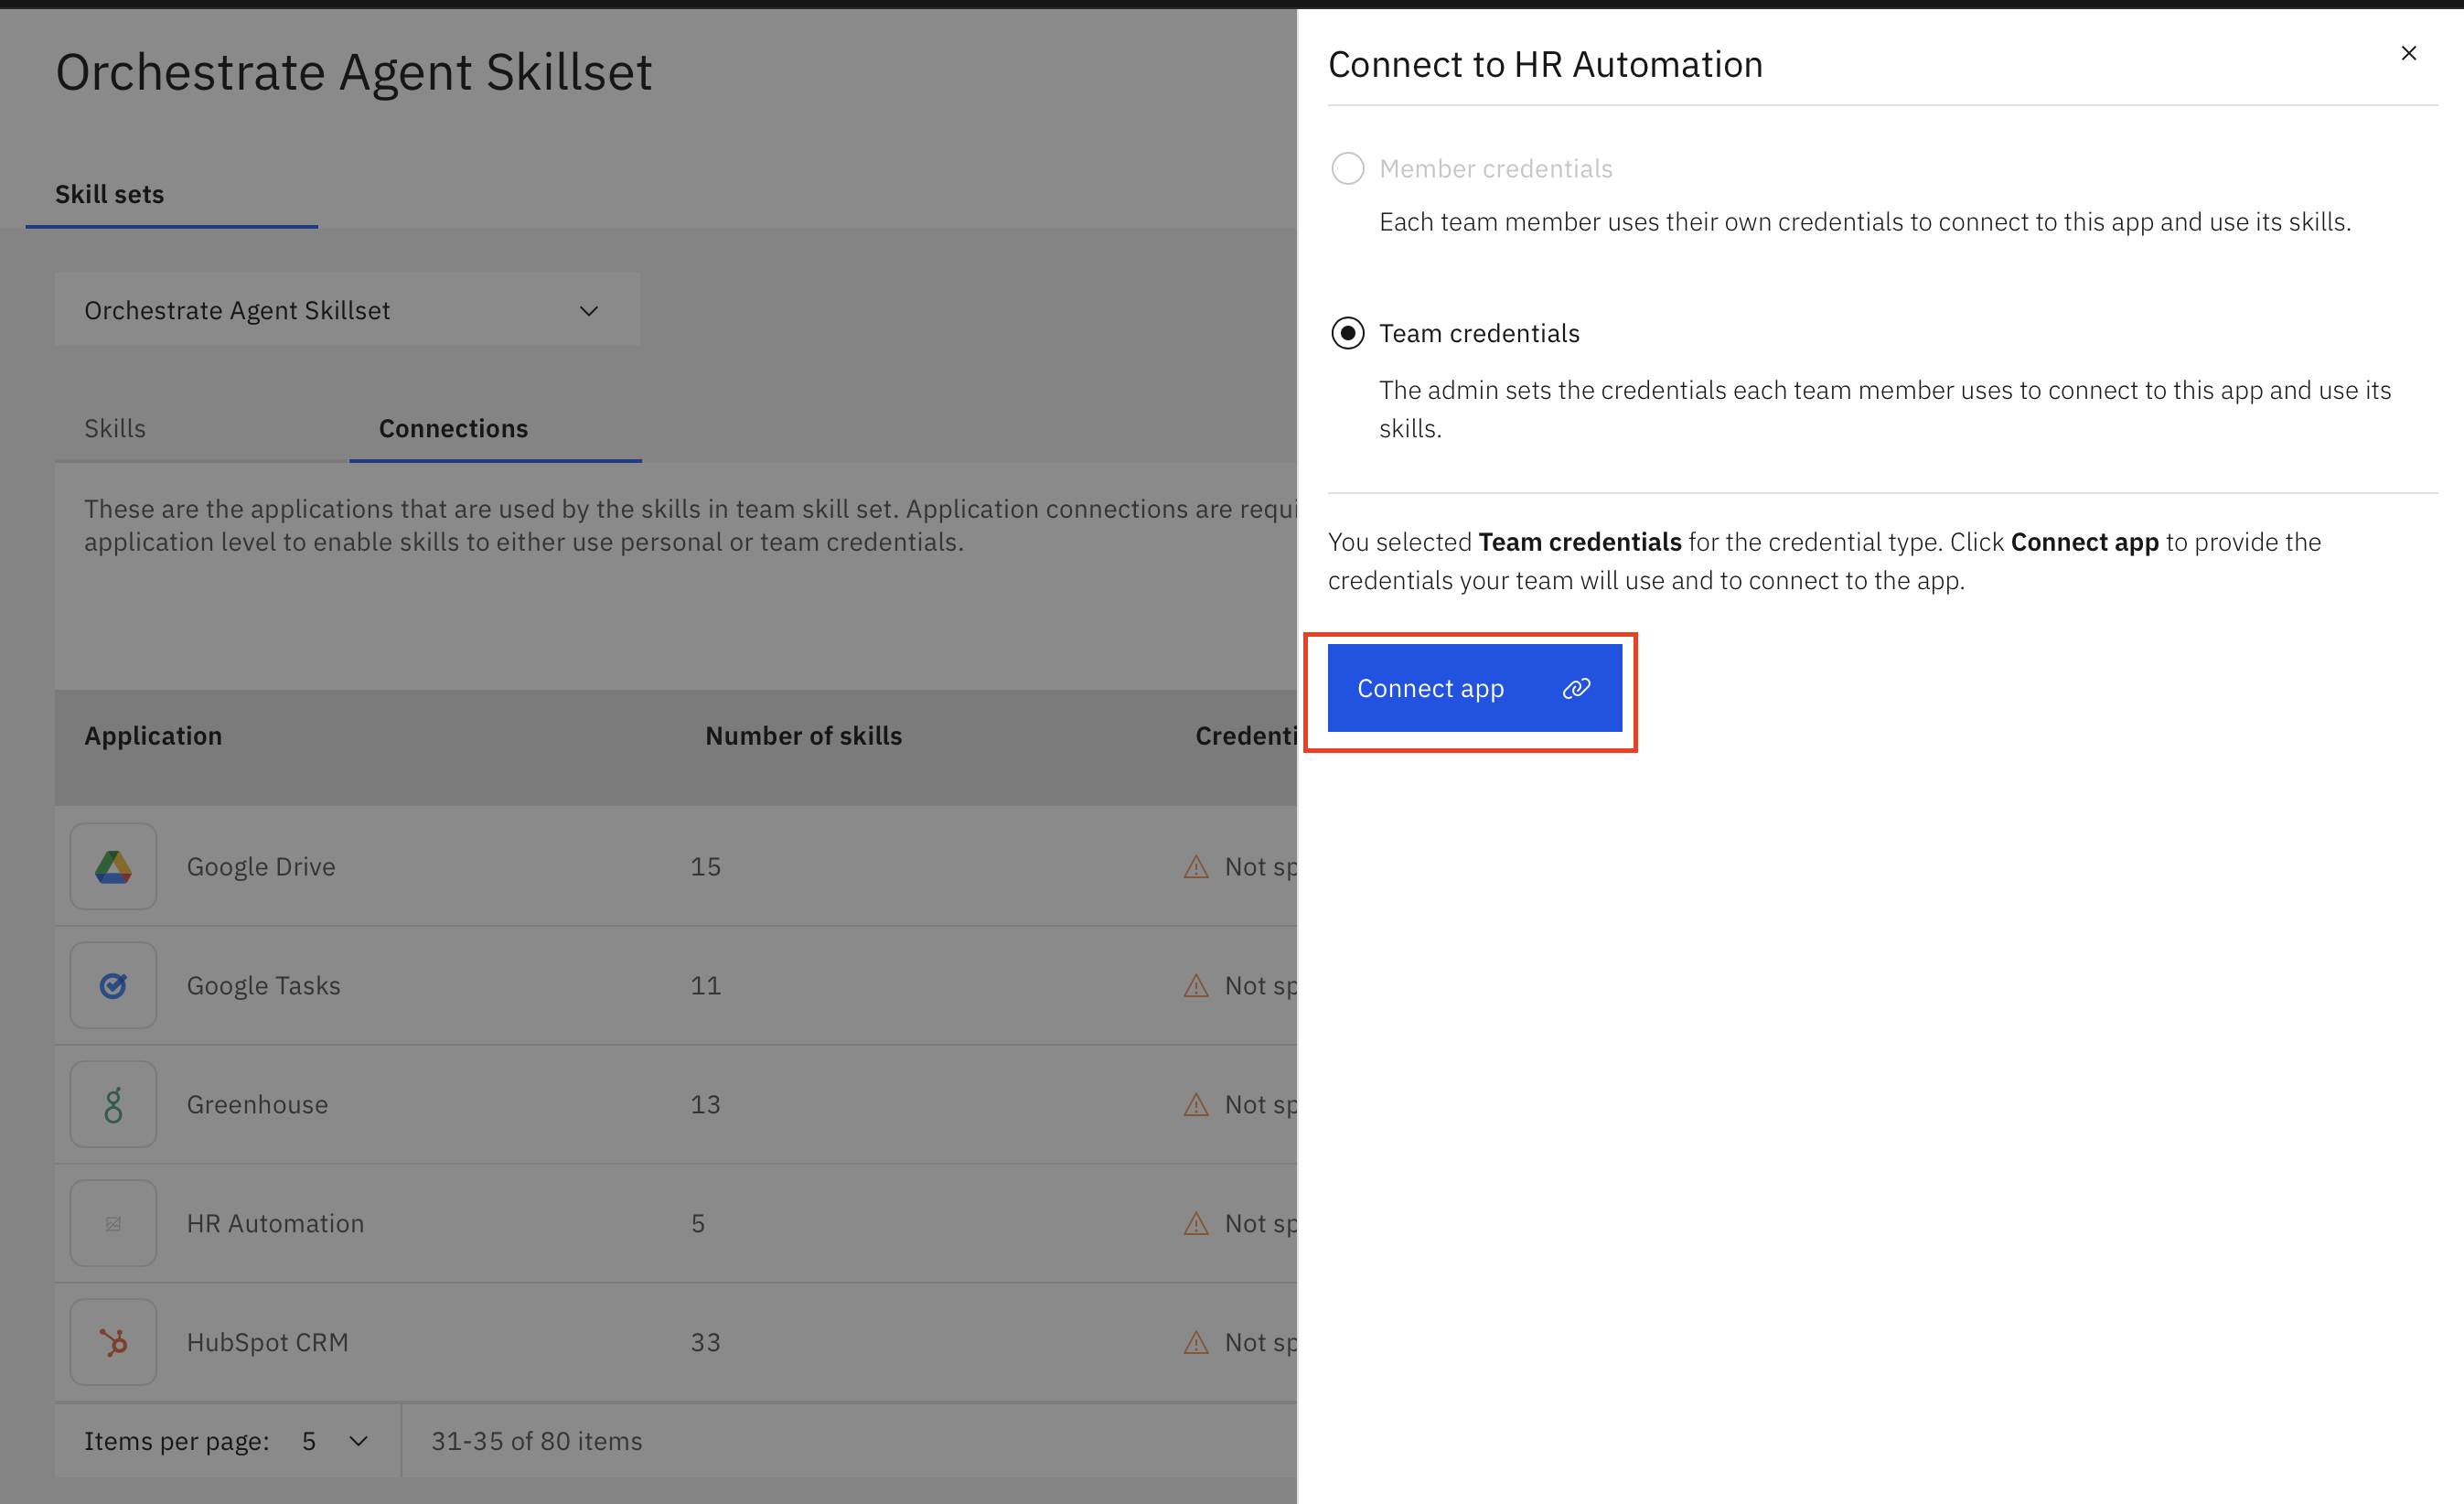 Orchestrate Agent Skillset
Skill sets
Orchestrate Agent Skillset
Skills
Connections
These are the applications that are used by the skills in team skill set. Application connections are requi
application level to enable skills to either use personal or team credentials.
Application
Number of skills
Credenti
Google Drive
15
Not sp
Google Tasks
11
Not sp
Greenhouse
13
Not sp
HR Automation
5
Not sp
HubSpot CRM
33
Not sp
Items per page:
5
31-35 of 80 items
Connect to HR Automation
Member credentials
Each team member uses their own credentials to connect to this app and use its skills.
Team credentials
The admin sets the credentials each team member uses to connect to this app and use its
skills.
You selected Team credentials for the credential type. Click Connect app to provide the
credentials your team will use and to connect to the app.
Connect app